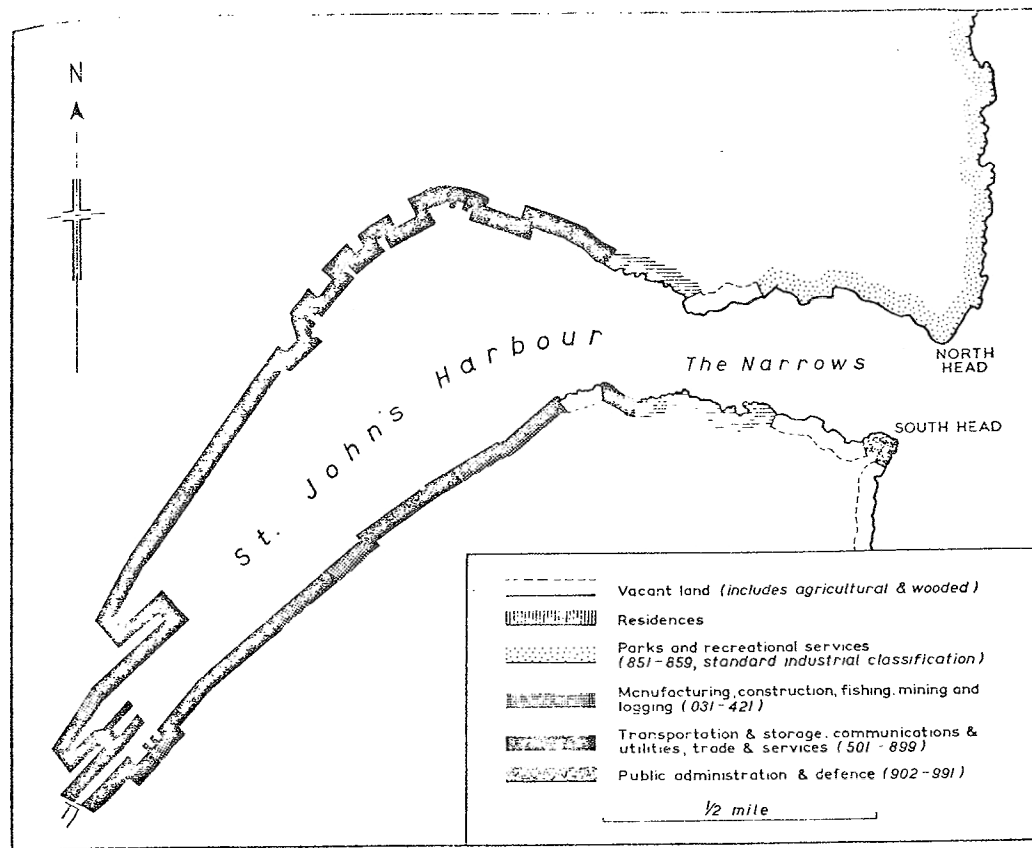 N
St. John's Harbour
The Narrows
NORTH
HEAD
SOUTH HEAD
Vacant land (includes agricultural & wooded)
Residences
Parks and recreational services
(851-859, standard industrial classification)
Manufacturing, construction, fishing, mining and
logging (031-421)
Transportation & storage, communications &
utilities, trade & services (501-899)
Public administration & defence (902-991)
½ mile